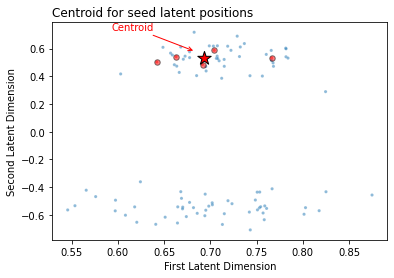 Centroid for seed latent positions
Centroid
0.6
0.4
0.2
0.0
−0.2
−0.4
−0.6
Second Latent Dimension
0.55 0.60 0.65 0.70 0.75 0.80 0.85
First Latent Dimension